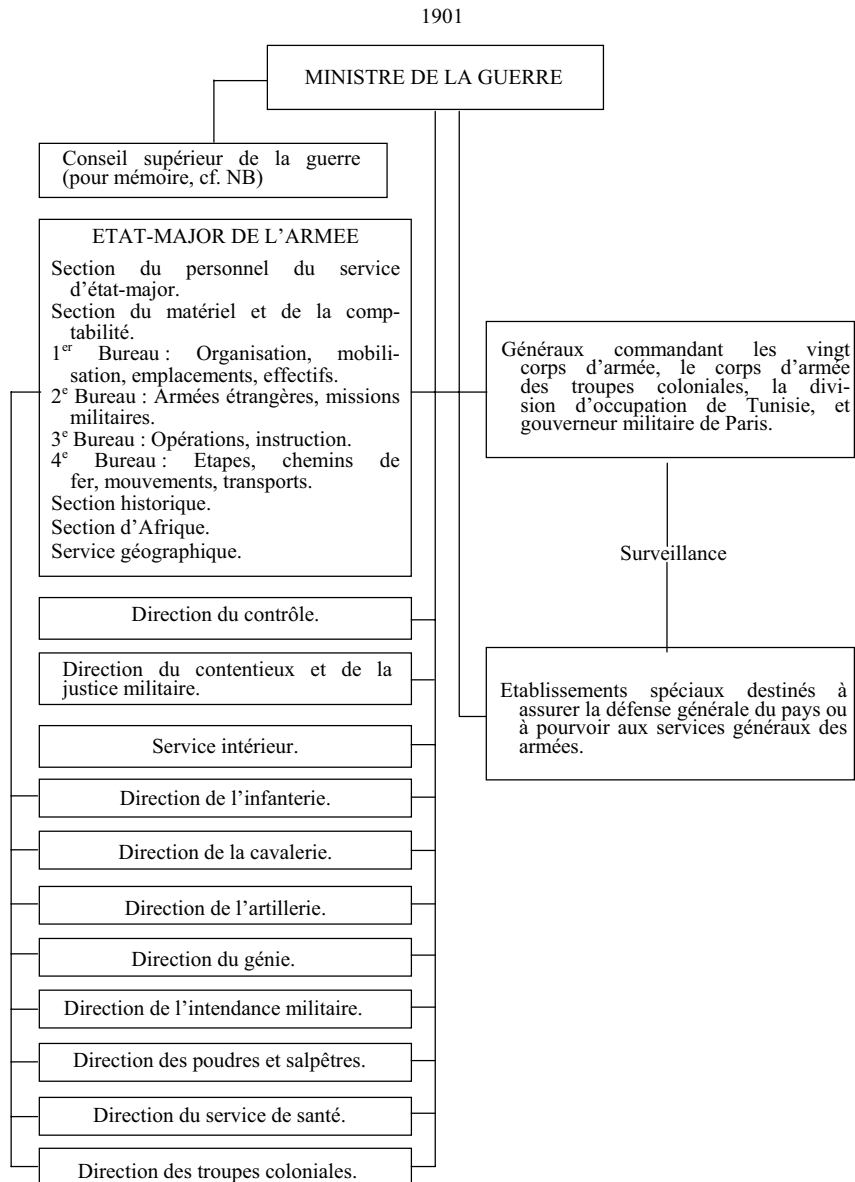 1901
MINISTRE DE LA GUERRE
Conseil supérieur de la guerre
(pour mémoire, cf. NB)
ETAT-MAJOR DE L’ARMEE
Section du personnel du service
d’état-major.
Section du matériel et de la comp-
tabilité.
1er Bureau : Organisation, mobili-
sation, emplacements, effectifs.
2e Bureau : Armées étrangères, missions
militaires.
3e Bureau : Opérations, instruction.
4e Bureau : Etapes, chemins de
fer, mouvements, transports.
Section historique.
Section d’Afrique.
Service géographique.
Généraux commandant les vingt
corps d’armée, le corps d’armée
des troupes coloniales, la divi-
sion d’occupation de Tunisie, et
gouverneur militaire de Paris.
Surveillance
Etablissements spéciaux destinés à
assurer la défense générale du pays ou
à pourvoir aux services généraux des
armées.
Direction du contrôle.
Direction du contentieux et de la
justice militaire.
Service intérieur.
Direction de l’infanterie.
Direction de la cavalerie.
Direction de l’artillerie.
Direction du génie.
Direction de l’intendance militaire.
Direction des poudres et salpêtres.
Direction du service de santé.
Direction des troupes coloniales.